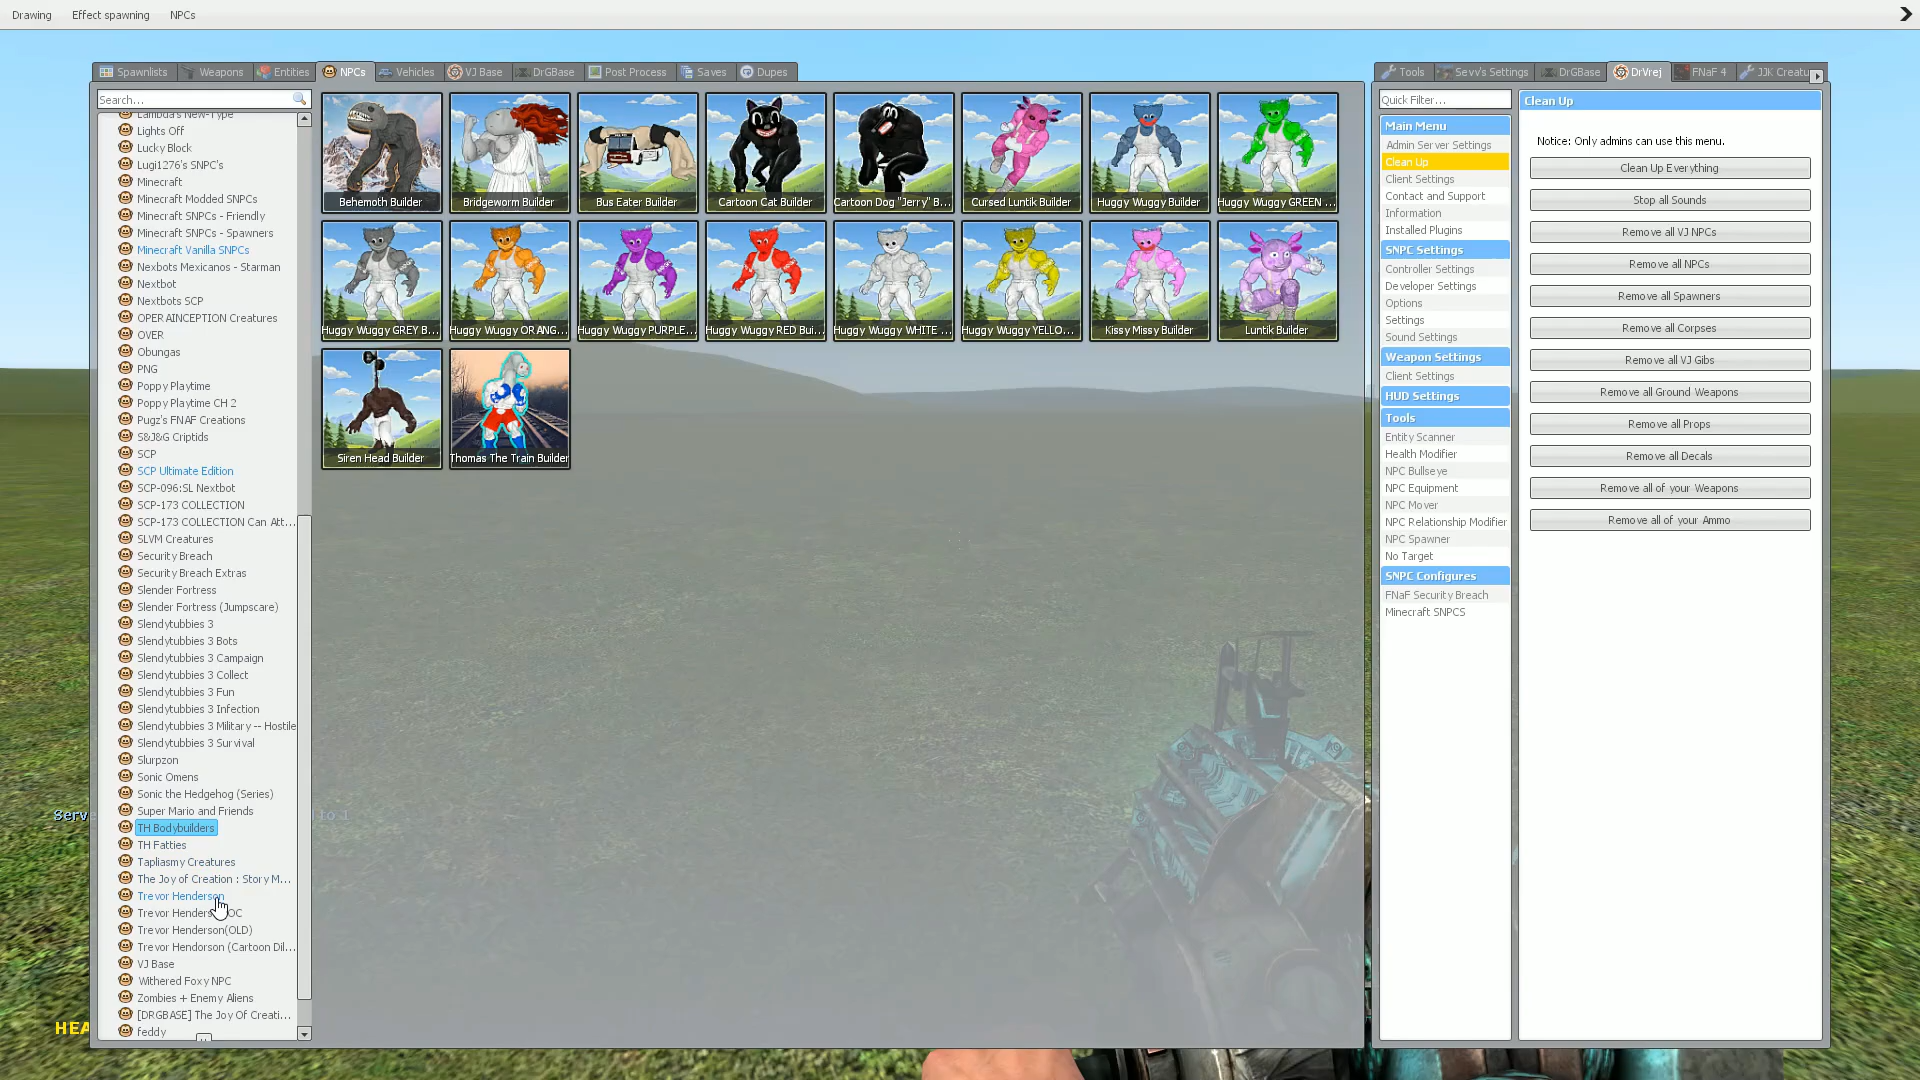 Drawing Effect spawning NPCs
Spawnlists Weapons Entities NPCs Vehicles VJ Base DrGBase Post Process Saves Dupes
Search...
Lambda's New-Type
Lights Off
Lucky Block
Lugi1276's SNPC's
Minecraft
Minecraft Modded SNPCs
Minecraft SNPCs - Friendly
Minecraft SNPCs - Spawners
Minecraft Vanilla SNPCs
Nexbots Mexicanos - Starman
Nextbot
Nextbots SCP
OPERAINCEPTION Creatures
OVER
Obungas
PNG
Poppy Playtime
Poppy Playtime CH 2
Pugz's FNAF Creations
S&J&G Criptids
SCP
SCP Ultimate Edition
SCP-096:SL Nextbot
SCP-173 COLLECTION
SCP-173 COLLECTION Can Att...
SLVM Creatures
Security Breach
Security Breach Extras
Slender Fortress
Slender Fortress (Jumpscare)
Slendytubbies 3
Slendytubbies 3 Bots
Slendytubbies 3 Campaign
Slendytubbies 3 Collect
Slendytubbies 3 Fun
Slendytubbies 3 Infection
Slendytubbies 3 Military -- Hostile
Slendytubbies 3 Survival
Slurpzon
Sonic Omens
Sonic the Hedgehog (Series)
Super Mario and Friends
TH Bodybuilders
TH Fatties
Tapliasmy Creatures
The Joy of Creation : Story M...
Trevor Henderson
Trevor Henderson OC
Trevor Henderson(OLD)
Trevor Hendorson (Cartoon Dil...
VJ Base
Withered Foxy NPC
Zombies + Enemy Aliens
[DRGBASE] The Joy Of Creati...
feddy
Behemoth Builder
Bridgeworm Builder
Bus Eater Builder
Cartoon Cat Builder
Cartoon Dog "Jerry" B...
Cursed Luntik Builder
Huggy Wuggy Builder
Huggy Wuggy GREEN ...
Huggy Wuggy GREY B...
Huggy Wuggy ORANG...
Huggy Wuggy PURPLE...
Huggy Wuggy RED Bui...
Huggy Wuggy WHITE ...
Huggy Wuggy YELLO...
Kissy Missy Builder
Luntik Builder
Siren Head Builder
Thomas The Train Builder
Serv
to 1
HEA
Tools Sevv's Settings DrGBase DrVrej FNaF 4 JJK Creatu
Quick Filter...
Main Menu
Admin Server Settings
Clean Up
Client Settings
Contact and Support
Information
Installed Plugins
SNPC Settings
Controller Settings
Developer Settings
Options
Settings
Sound Settings
Weapon Settings
Client Settings
HUD Settings
Tools
Entity Scanner
Health Modifier
NPC Bullseye
NPC Equipment
NPC Mover
NPC Relationship Modifier
NPC Spawner
No Target
SNPC Configures
FNaF Security Breach
Minecraft SNPCS
Clean Up
Notice: Only admins can use this menu.
Clean Up Everything
Stop all Sounds
Remove all VJ NPCs
Remove all NPCs
Remove all Spawners
Remove all Corpses
Remove all VJ Gibs
Remove all Ground Weapons
Remove all Props
Remove all Decals
Remove all of your Weapons
Remove all of your Ammo